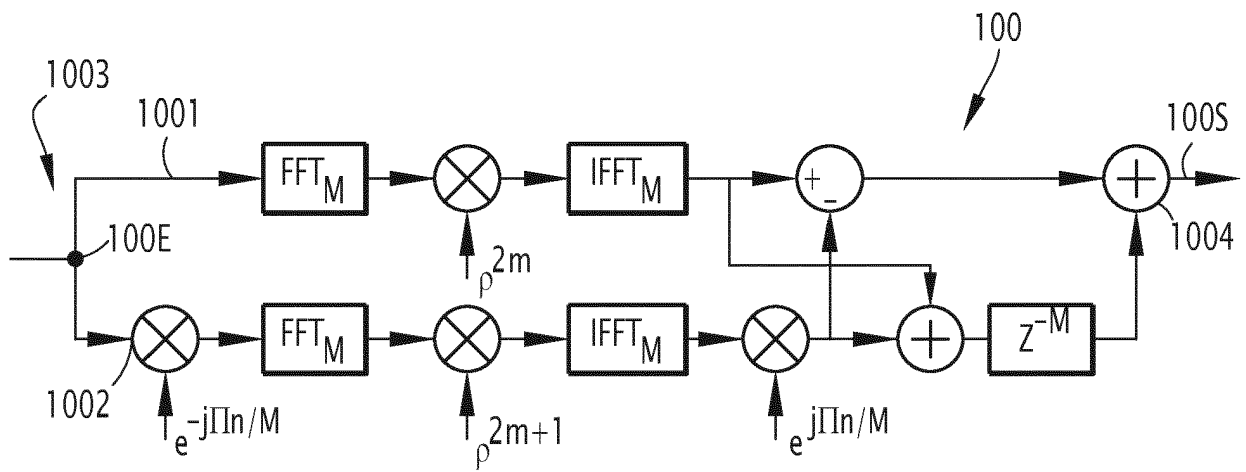 100
1003
1001
100S
FFT_M
IFFT_M
+
-
+
100E
1004
ρ^{2m}
FFT_M
IFFT_M
+
Z^{-M}
1002
e^{-jΠn/M}
ρ^{2m+1}
e^{jΠn/M}